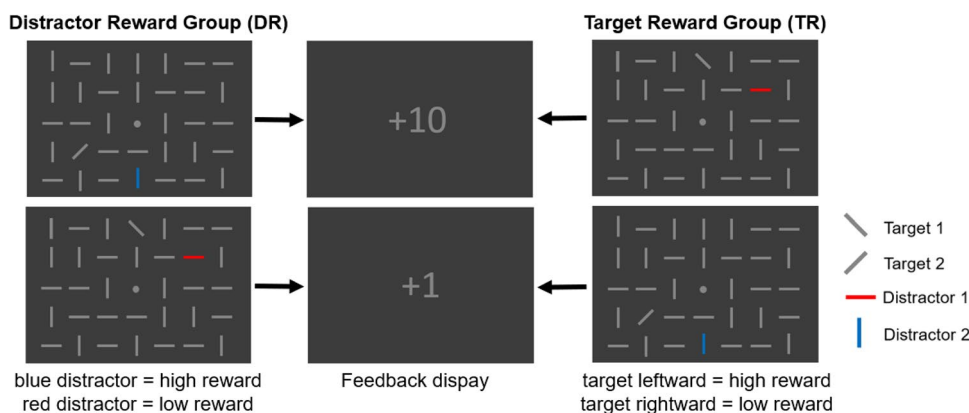 Distractor Reward Group (DR)
Target Reward Group (TR)
+10
+1
Target 1
Target 2
Distractor 1
Distractor 2
blue distractor = high reward
red distractor = low reward
Feedback dispay
target leftward = high reward
target rightward = low reward